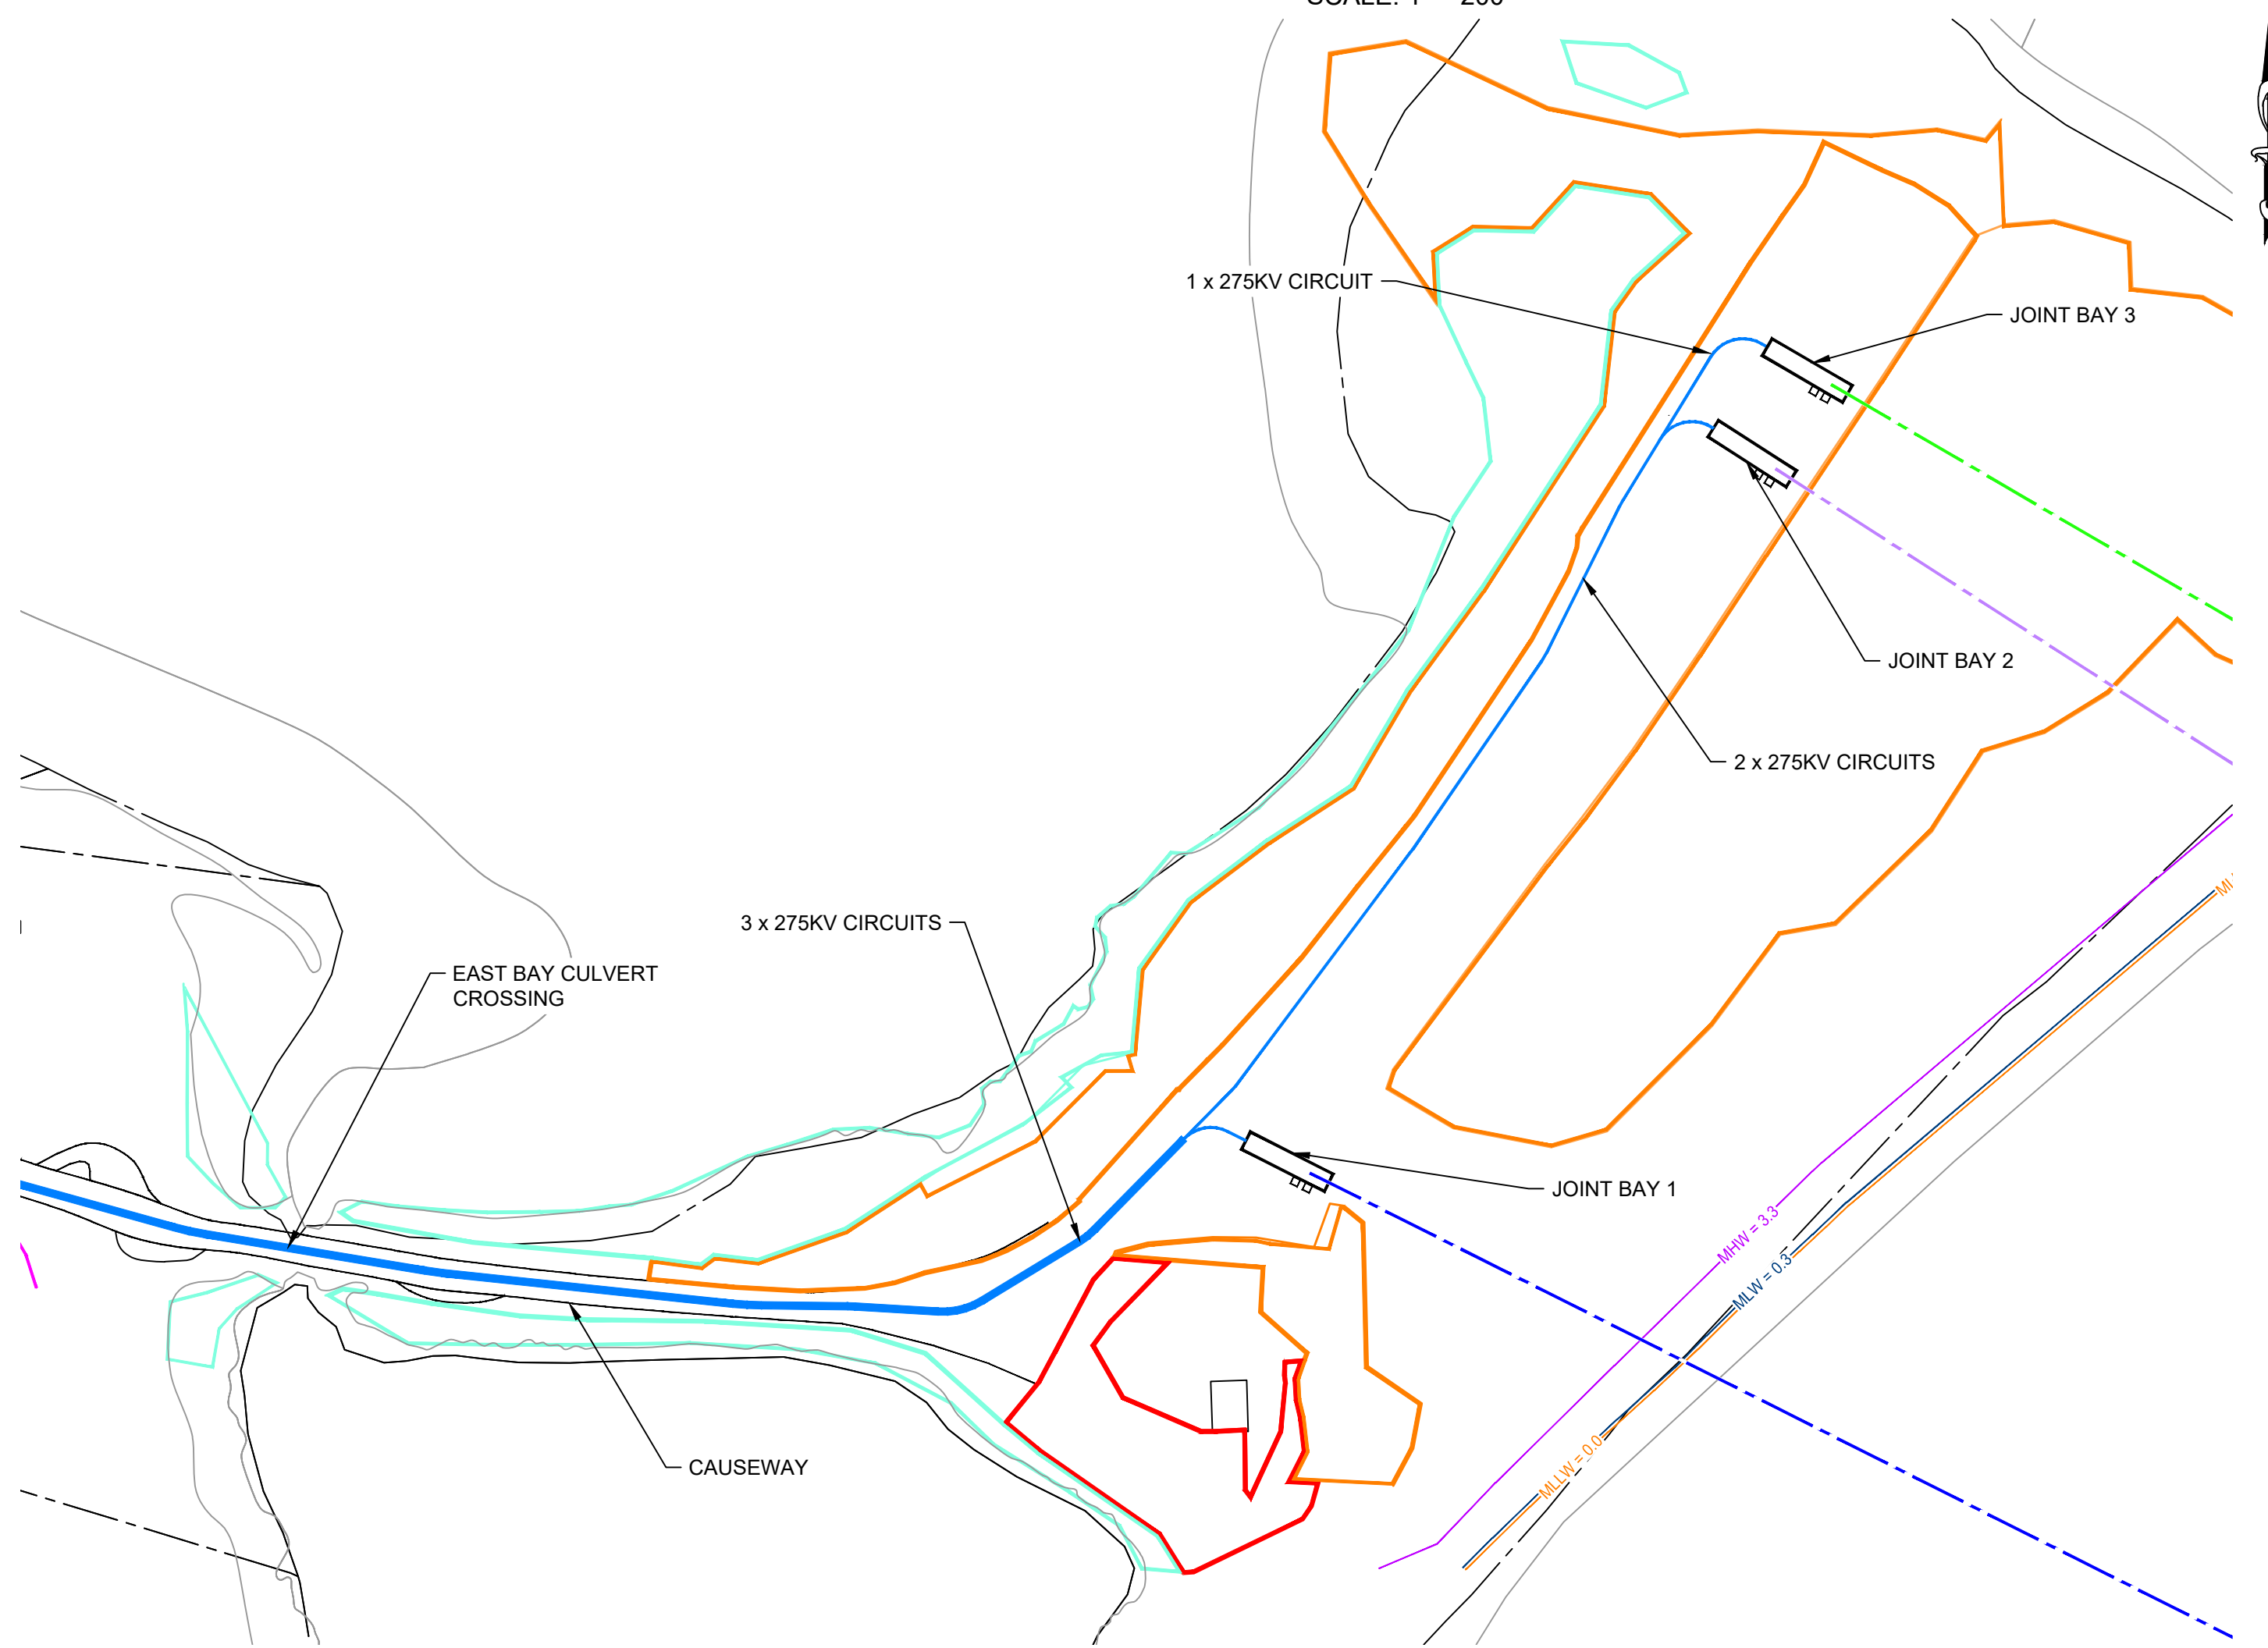 1 x 275KV CIRCUIT
JOINT BAY 3
JOINT BAY 2
2 x 275KV CIRCUITS
3 x 275KV CIRCUITS
EAST BAY CULVERT
CROSSING
JOINT BAY 1
MHW = 3.3
MLW = 0.3
MLLW = 0.0
CAUSEWAY